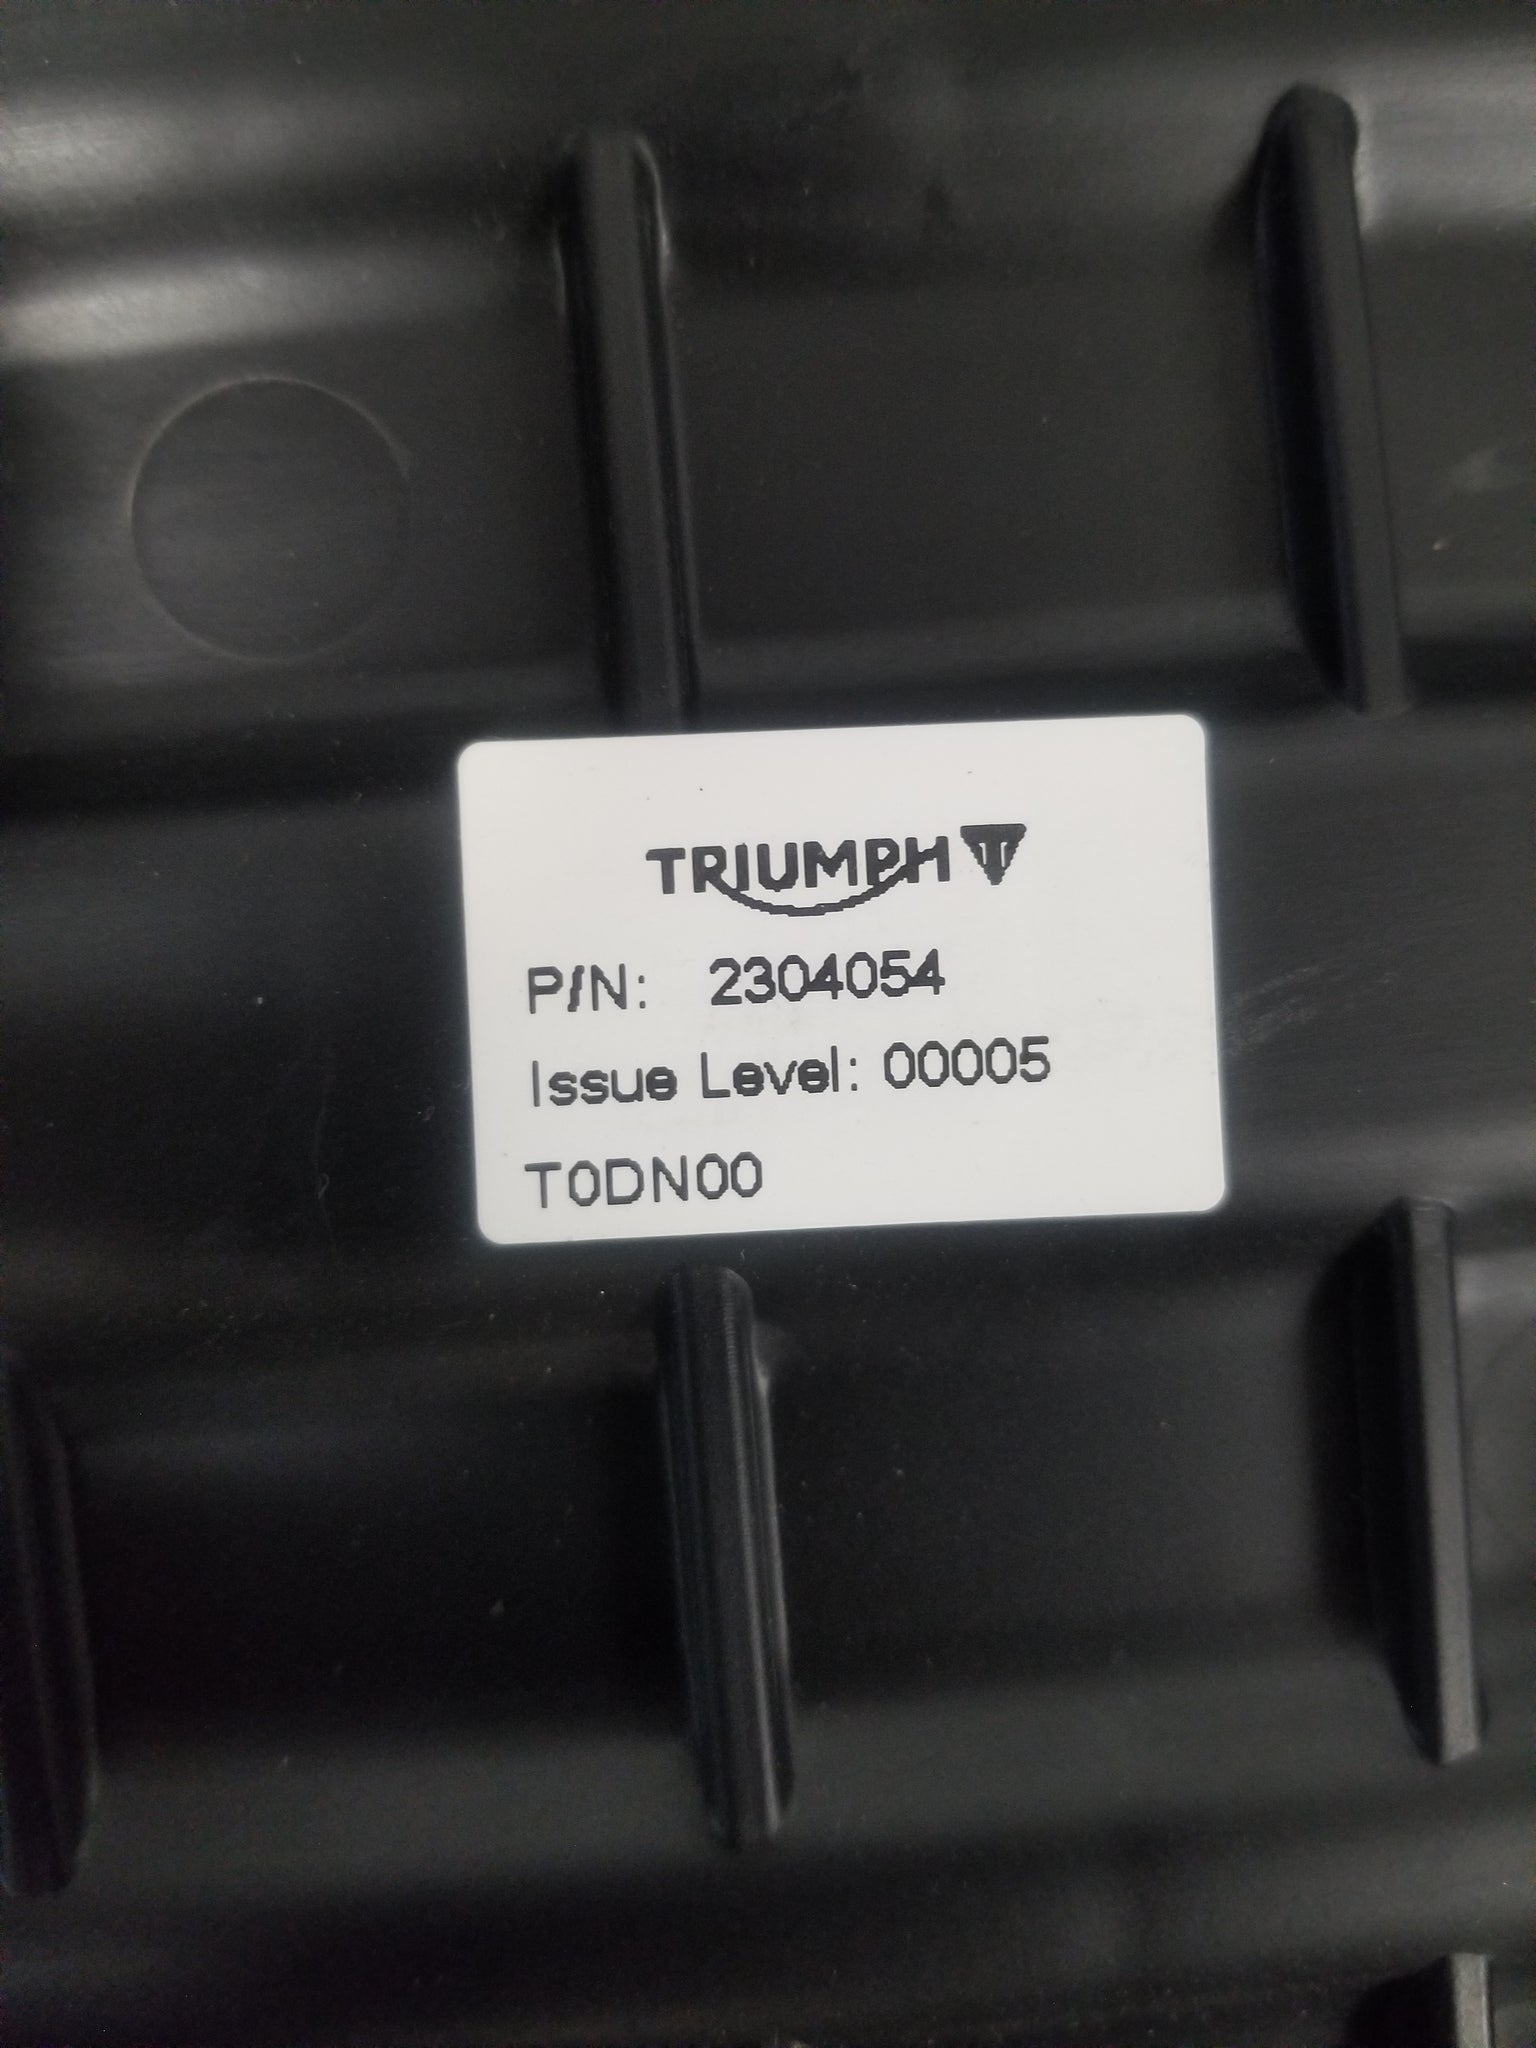 TRIUMPH
P/N: 2304054
Issue Level: 00005
T0DN00